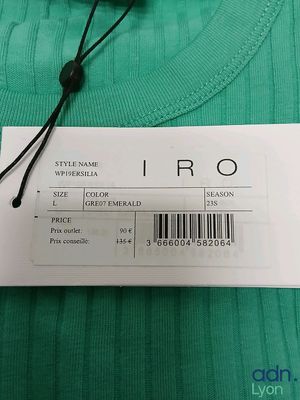 STYLE NAME
WP19ERSILIA
IRO
SIZE COLOR SEASON
L GRE07 EMERALD 23S
PRICE
Prix outlet: 90 €
Prix conseillé: 135 €
3 666004 582064
adn.
Lyon